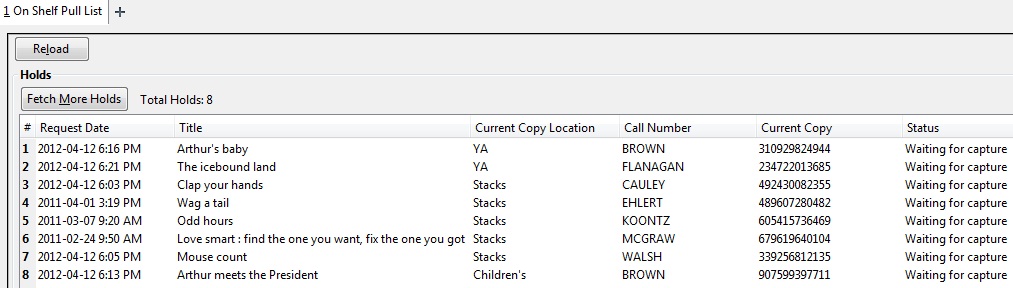 1 On Shelf Pull List
Reload
Holds
Fetch More Holds Total Holds: 8
# Request Date Title Current Copy Location Call Number Current Copy Status
1 2012-04-12 6:16 PM Arthur's baby YA BROWN 310929824944 Waiting for capture
2 2012-04-12 6:21 PM The icebound land YA FLANAGAN 234722013685 Waiting for capture
3 2012-04-12 6:03 PM Clap your hands Stacks CAULEY 492430082355 Waiting for capture
4 2011-04-01 3:19 PM Wag a tail Stacks EHLERT 489607280482 Waiting for capture
5 2011-03-07 9:20 AM Odd hours Stacks KOONTZ 605415736469 Waiting for capture
6 2011-02-24 9:50 AM Love smart : find the one you want, fix the one you got Stacks MCGRAW 679619640104 Waiting for capture
7 2012-04-12 6:05 PM Mouse count Stacks WALSH 339256812135 Waiting for capture
8 2012-04-12 6:13 PM Arthur meets the President Children's BROWN 907599397711 Waiting for capture